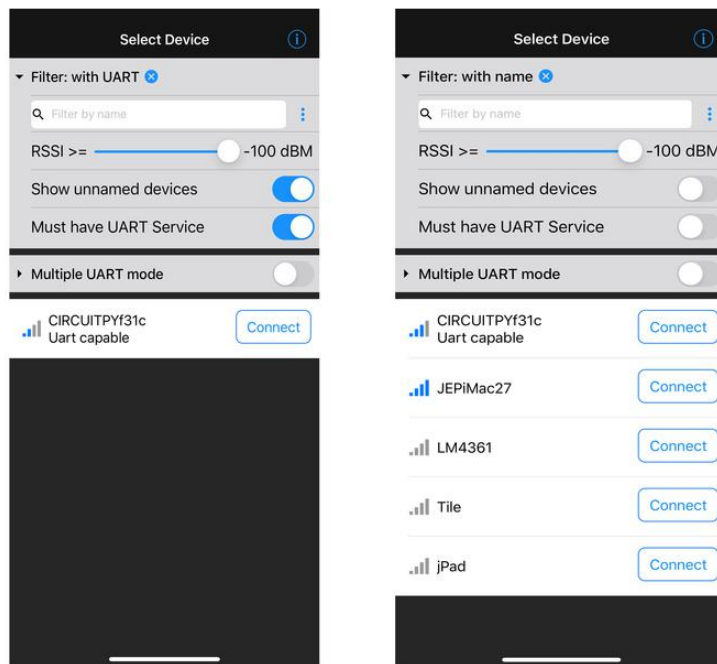 Select Device
Filter: with UART
Filter by name
RSSI >= -100 dBM
Show unnamed devices
Must have UART Service
Multiple UART mode
CIRCUITPYf31c
Uart capable
Connect
Select Device
Filter: with name
Filter by name
RSSI >= -100 dBM
Show unnamed devices
Must have UART Service
Multiple UART mode
CIRCUITPYf31c
Uart capable
Connect
JEPiMac27
Connect
LM4361
Connect
Tile
Connect
jPad
Connect